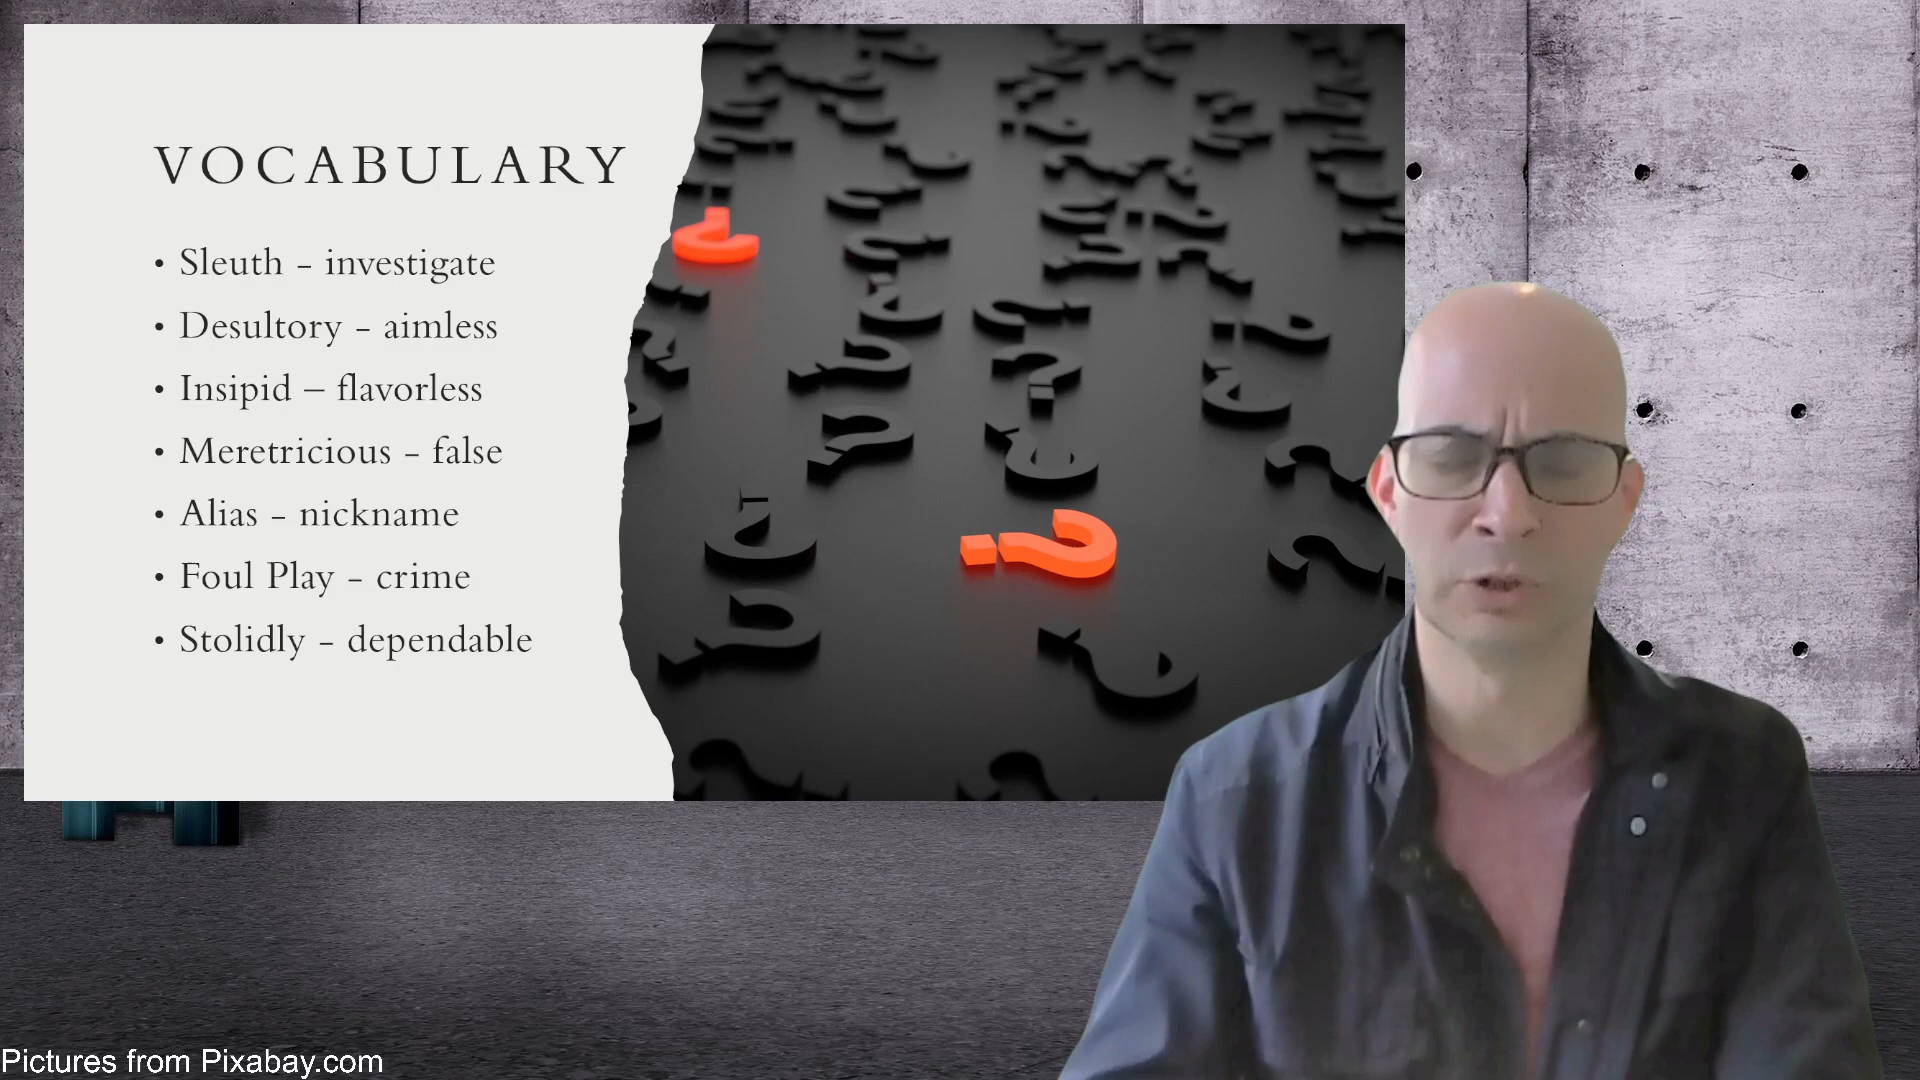 VOCABULARY
• Sleuth - investigate
• Desultory - aimless
• Insipid – flavorless
• Meretricious - false
• Alias - nickname
• Foul Play - crime
• Stolidly - dependable
Pictures from Pixabay.com